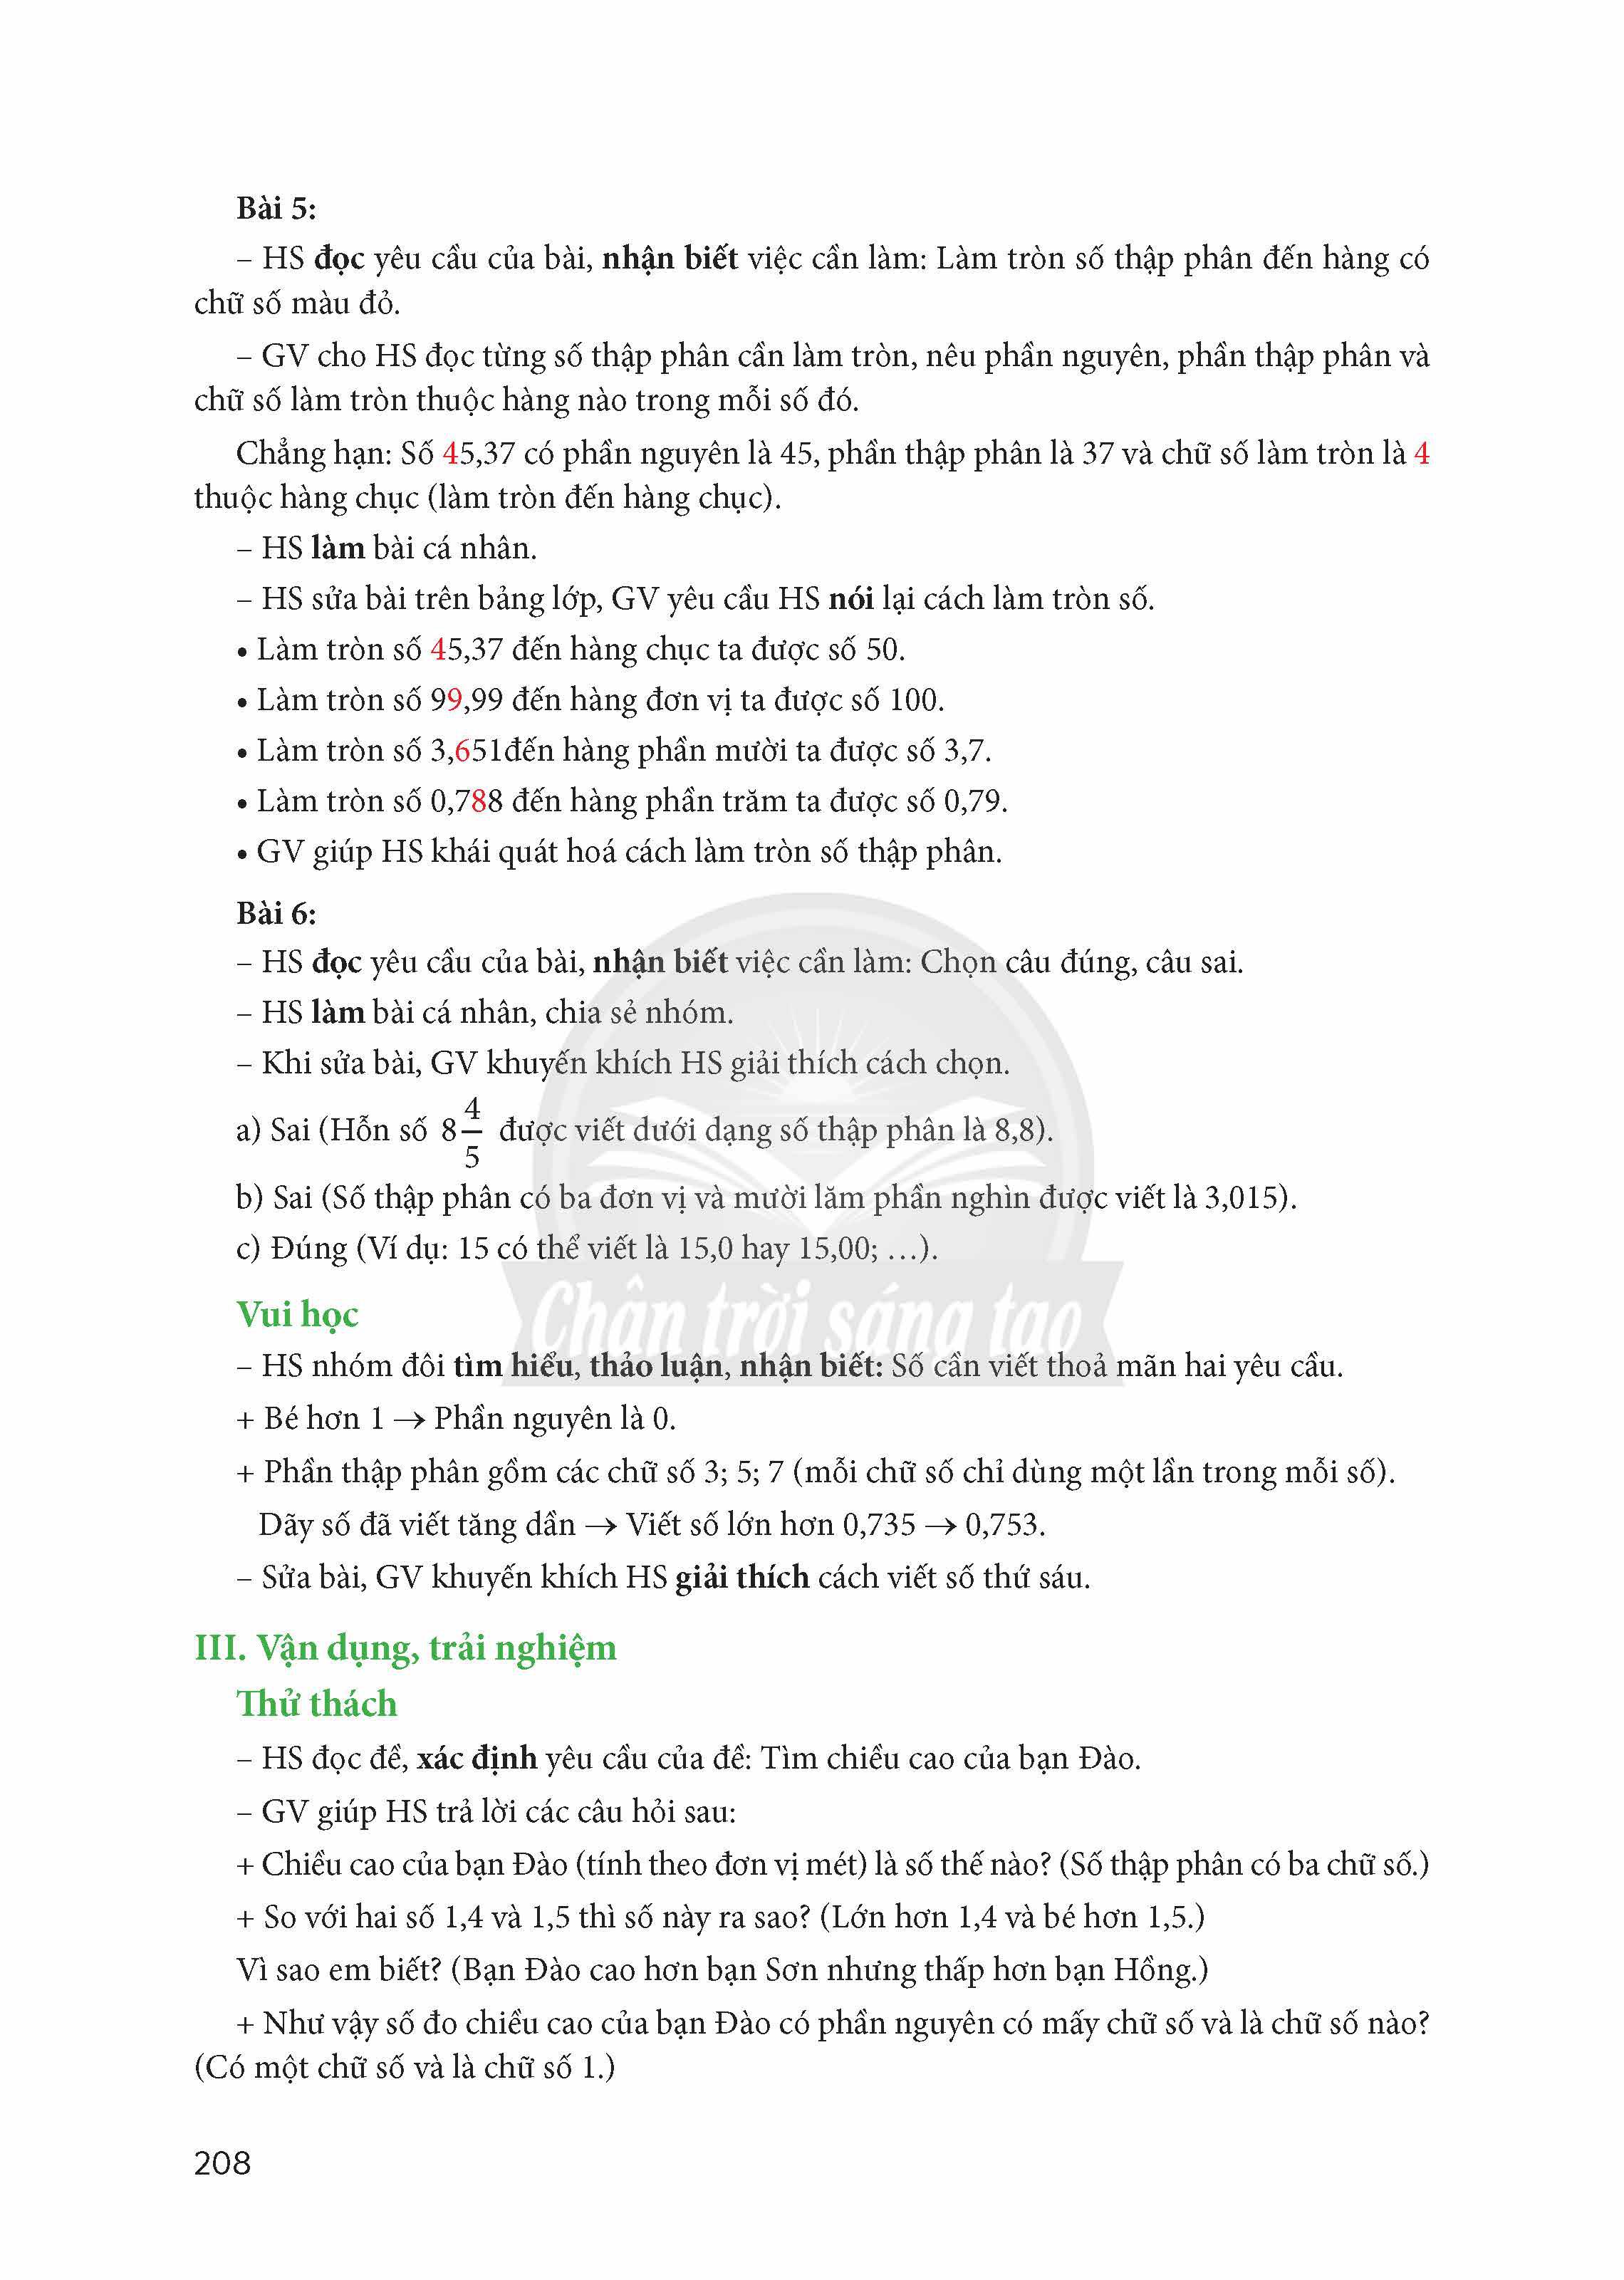 Bài 5:
– HS đọc yêu cầu của bài, nhận biết việc cần làm: Làm tròn số thập phân đến hàng có
chữ số màu đỏ.
– GV cho HS đọc từng số thập phân cần làm tròn, nêu phần nguyên, phần thập phân và
chữ số làm tròn thuộc hàng nào trong mỗi số đó.
Chẳng hạn: Số 45,37 có phần nguyên là 45, phần thập phân là 37 và chữ số làm tròn là 4
thuộc hàng chục (làm tròn đến hàng chục).
– HS làm bài cá nhân.
– HS sửa bài trên bảng lớp, GV yêu cầu HS nói lại cách làm tròn số.
• Làm tròn số 45,37 đến hàng chục ta được số 50.
• Làm tròn số 99,99 đến hàng đơn vị ta được số 100.
• Làm tròn số 3,651đến hàng phần mười ta được số 3,7.
• Làm tròn số 0,788 đến hàng phần trăm ta được số 0,79.
• GV giúp HS khái quát hoá cách làm tròn số thập phân.
Bài 6:
– HS đọc yêu cầu của bài, nhận biết việc cần làm: Chọn câu đúng, câu sai.
– HS làm bài cá nhân, chia sẻ nhóm.
– Khi sửa bài, GV khuyến khích HS giải thích cách chọn.
a) Sai (Hỗn số 8 4/5 được viết dưới dạng số thập phân là 8,8).
b) Sai (Số thập phân có ba đơn vị và mười lăm phần nghìn được viết là 3,015).
c) Đúng (Ví dụ: 15 có thể viết là 15,0 hay 15,00; …).
Chân trời sáng tạo
Vui học
– HS nhóm đôi tìm hiểu, thảo luận, nhận biết: Số cần viết thoả mãn hai yêu cầu.
+ Bé hơn 1 → Phần nguyên là 0.
+ Phần thập phân gồm các chữ số 3; 5; 7 (mỗi chữ số chỉ dùng một lần trong mỗi số).
Dãy số đã viết tăng dần → Viết số lớn hơn 0,735 → 0,753.
– Sửa bài, GV khuyến khích HS giải thích cách viết số thứ sáu.
III. Vận dụng, trải nghiệm
Thử thách
– HS đọc đề, xác định yêu cầu của đề: Tìm chiều cao của bạn Đào.
– GV giúp HS trả lời các câu hỏi sau:
+ Chiều cao của bạn Đào (tính theo đơn vị mét) là số thế nào? (Số thập phân có ba chữ số.)
+ So với hai số 1,4 và 1,5 thì số này ra sao? (Lớn hơn 1,4 và bé hơn 1,5.)
Vì sao em biết? (Bạn Đào cao hơn bạn Sơn nhưng thấp hơn bạn Hồng.)
+ Như vậy số đo chiều cao của bạn Đào có phần nguyên có mấy chữ số và là chữ số nào?
(Có một chữ số và là chữ số 1.)
208